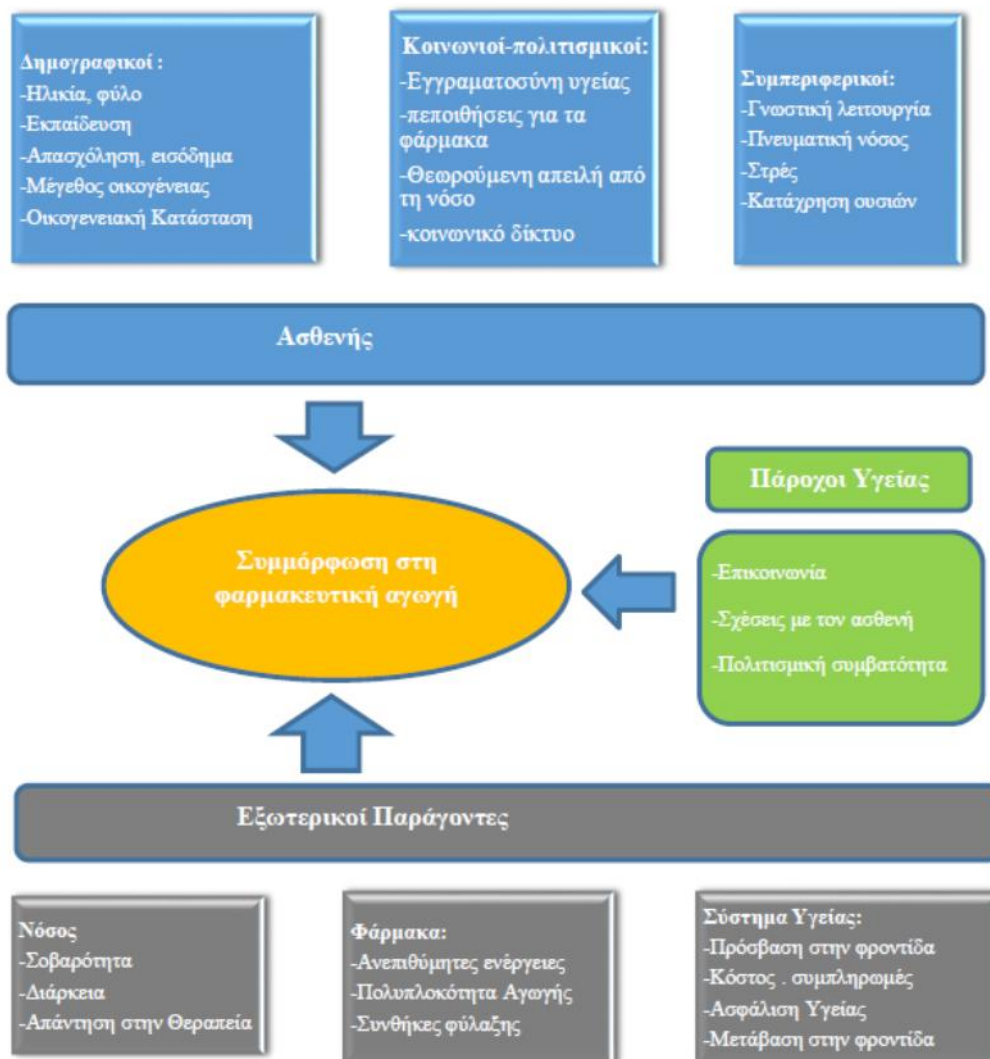 Δημογραφικοί :
-Ηλικία, φύλο
-Εκπαίδευση
-Απασχόληση, εισόδημα
-Μέγεθος οικογένειας
-Οικογενειακή Κατάσταση
Κοινωνιοί-πολιτισμικοί:
-Εγγραματοσύνη υγείας
-πεποιθήσεις για τα
φάρμακα
-Θεωρούμενη απειλή από
τη νόσο
-κοινωνικό δίκτυο
Συμπεριφερικοί:
-Γνωστική λειτουργία
-Πνευματική νόσος
-Στρές
-Κατάχρηση ουσιών
Ασθενής
Συμμόρφωση στη
φαρμακευτική αγωγή
Πάροχοι Υγείας
-Επικοινωνία
-Σχέσεις με τον ασθενή
-Πολιτισμική συμβατότητα
Εξωτερικοί Παράγοντες
Νόσος
-Σοβαρότητα
-Διάρκεια
-Απάντηση στην Θεραπεία
Φάρμακα:
-Ανεπιθύμητες ενέργειες
-Πολυπλοκότητα Αγωγής
-Συνθήκες φύλαξης
Σύστημα Υγείας:
-Πρόσβαση στην φροντίδα
-Κόστος . συμπληρωμές
-Ασφάλιση Υγείας
-Μετάβαση στην φροντίδα